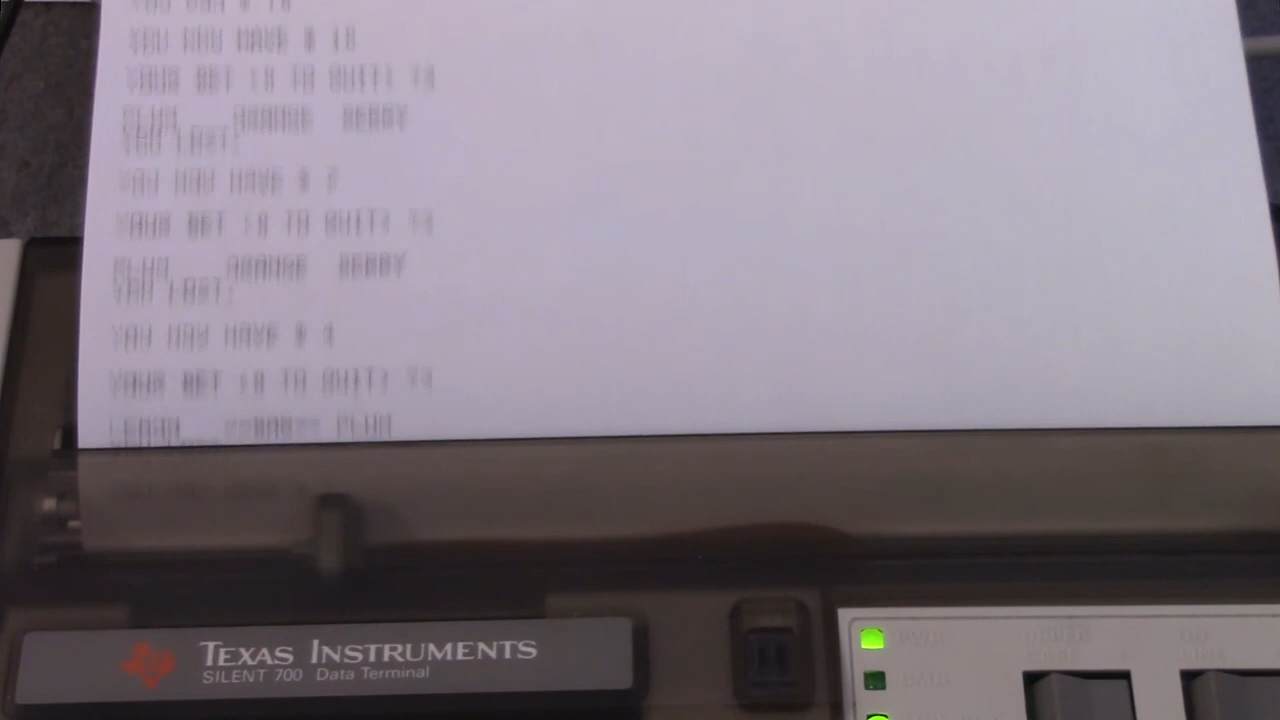 YOU NOW HAVE $ 10
YOUR BET (0 TO QUIT) ?3
PLUM ORANGE BERRY
YOU LOST.
YOU NOW HAVE $ 7
YOUR BET (0 TO QUIT) ?3
PLUM ORANGE BERRY
YOU LOST.
YOU NOW HAVE $ 4
YOUR BET (0 TO QUIT) ?3
LEMON PLUM
TEXAS INSTRUMENTS
SILENT 700 Data Terminal
PWR